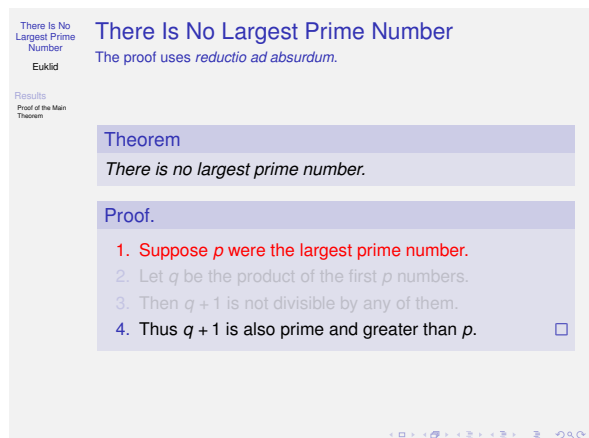 There Is No
Largest Prime
Number
Euklid
Results
Proof of the Main
Theorem
There Is No Largest Prime Number
The proof uses reductio ad absurdum.
Theorem
There is no largest prime number.
Proof.
1. Suppose p were the largest prime number.
2. Let q be the product of the first p numbers.
3. Then q + 1 is not divisible by any of them.
4. Thus q + 1 is also prime and greater than p. □